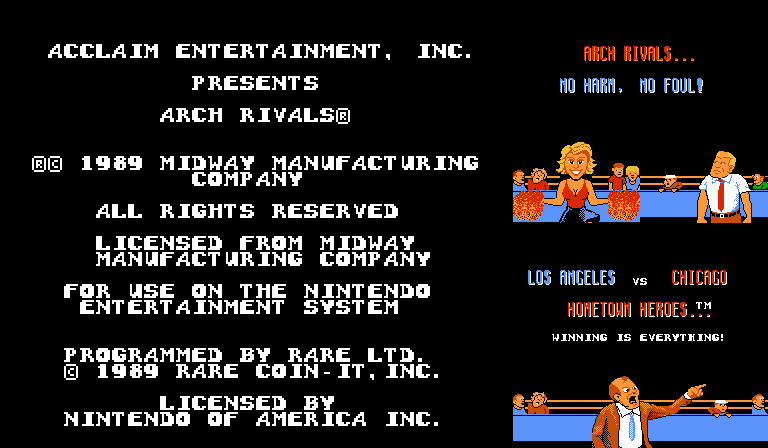 ACCLAIM ENTERTAINMENT, INC.
PRESENTS
ARCH RIVALS®
®© 1989 MIDWAY MANUFACTURING
COMPANY
ALL RIGHTS RESERVED
LICENSED FROM MIDWAY
MANUFACTURING COMPANY
FOR USE ON THE NINTENDO
ENTERTAINMENT SYSTEM
PROGRAMMED BY RARE LTD.
© 1989 RARE COIN-IT, INC.
LICENSED BY
NINTENDO OF AMERICA INC.
ARCH RIVALS...
NO HARM, NO FOUL!
LOS ANGELES VS CHICAGO
HOMETOWN HEROES...™
WINNING IS EVERYTHING!